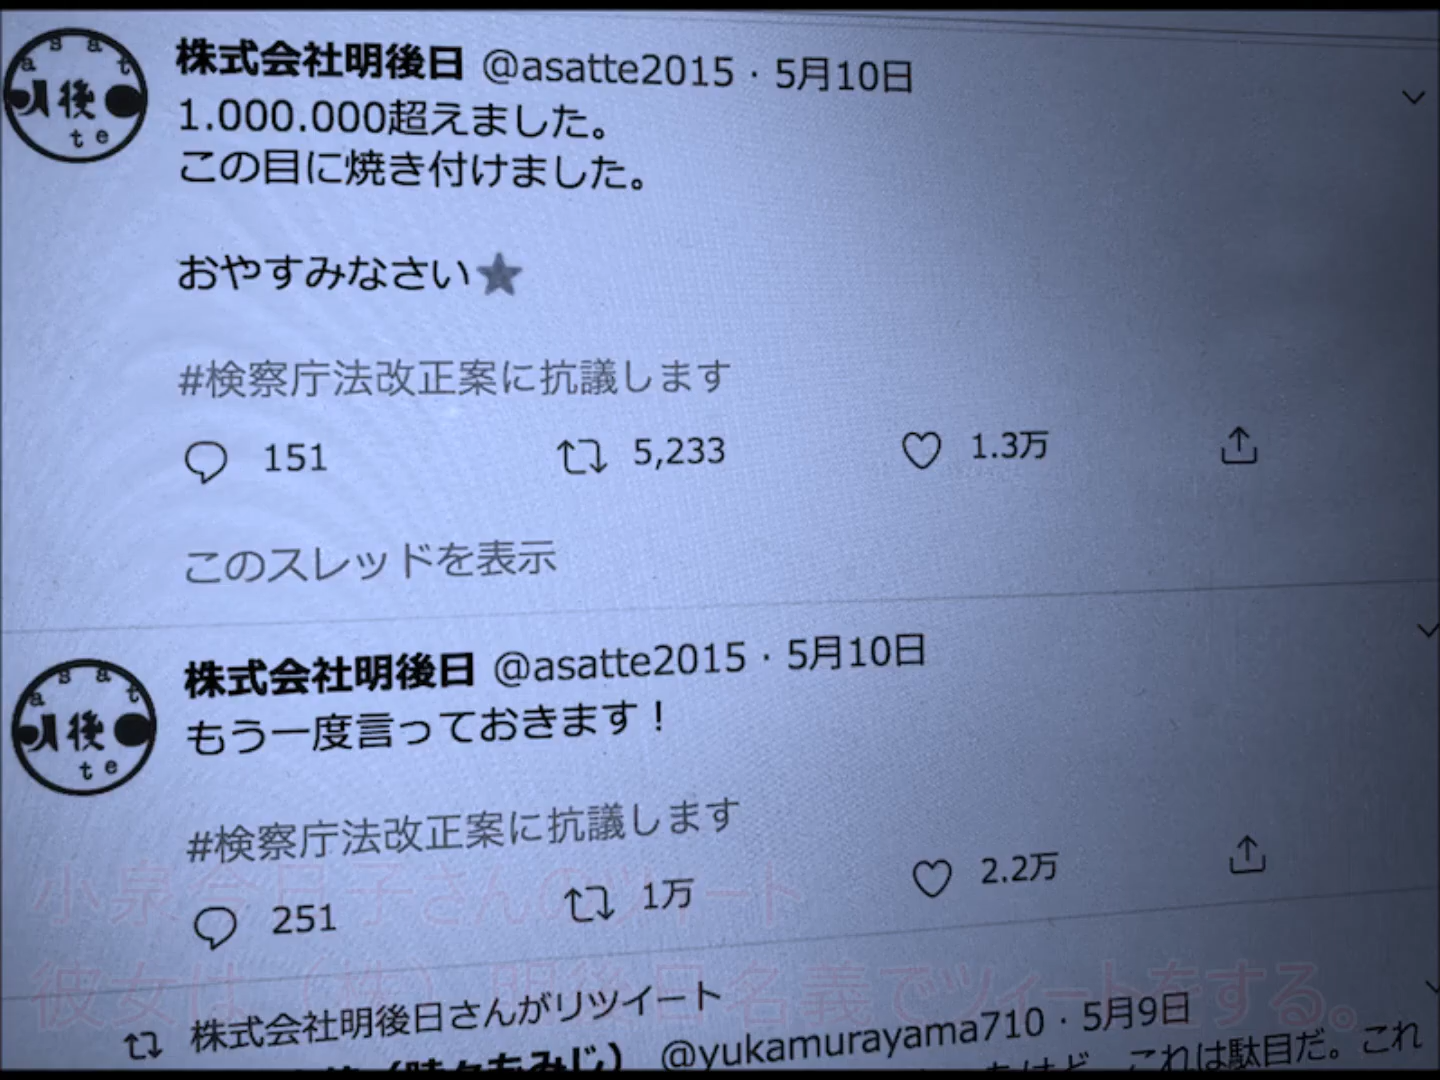 株式会社明後日 @asatte2015 · 5月10日
1.000.000超えました。
この目に焼き付けました。
おやすみなさい★
#検察庁法改正案に抗議します
151 5,233 1.3万
このスレッドを表示
株式会社明後日 @asatte2015 · 5月10日
もう一度言っておきます！
#検察庁法改正案に抗議します
小泉今日子さんのツィート
251 1万 2.2万
彼女は（株）明後日名義でツィートをする。
株式会社明後日さんがリツイート
@yukamurayama710 · 5月9日
これは駄目だ。これ
asatte
後
asatte
後